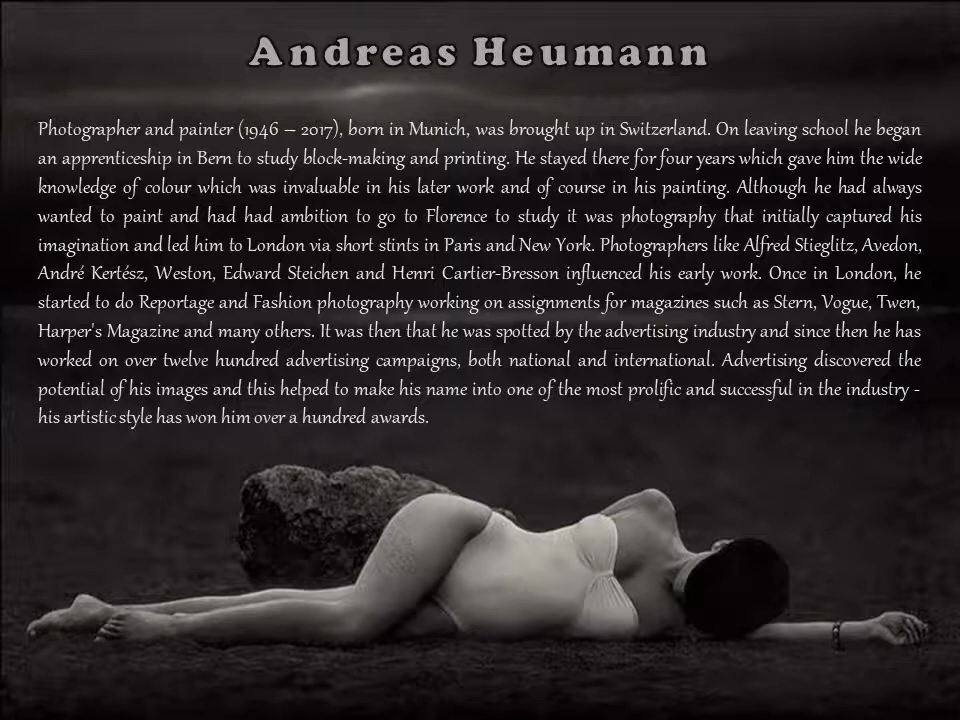 Andreas Heumann
Photographer and painter (1946 – 2017), born in Munich, was brought up in Switzerland. On leaving school he began
an apprenticeship in Bern to study block-making and printing. He stayed there for four years which gave him the wide
knowledge of colour which was invaluable in his later work and of course in his painting. Although he had always
wanted to paint and had had ambition to go to Florence to study it was photography that initially captured his
imagination and led him to London via short stints in Paris and New York. Photographers like Alfred Stieglitz, Avedon,
André Kertész, Weston, Edward Steichen and Henri Cartier-Bresson influenced his early work. Once in London, he
started to do Reportage and Fashion photography working on assignments for magazines such as Stern, Vogue, Twen,
Harper's Magazine and many others. It was then that he was spotted by the advertising industry and since then he has
worked on over twelve hundred advertising campaigns, both national and international. Advertising discovered the
potential of his images and this helped to make his name into one of the most prolific and successful in the industry -
his artistic style has won him over a hundred awards.